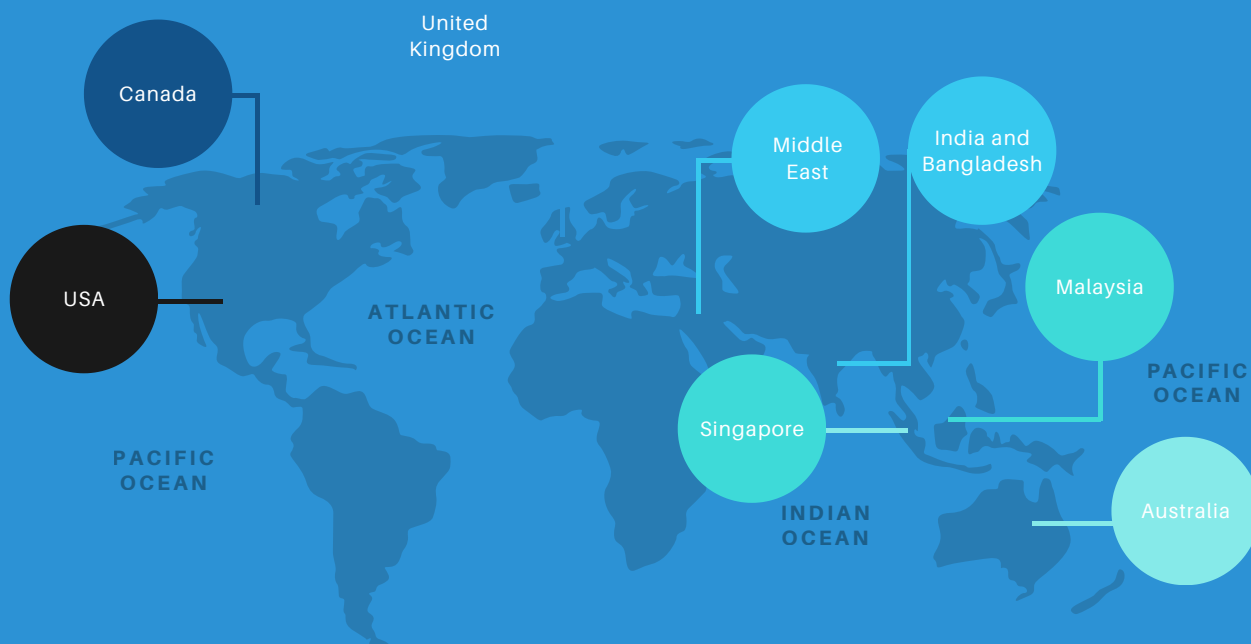 United
Kingdom
Canada
Middle
East
India and
Bangladesh
USA
Malaysia
ATLANTIC
OCEAN
PACIFIC
OCEAN
Singapore
PACIFIC
OCEAN
INDIAN
OCEAN
Australia